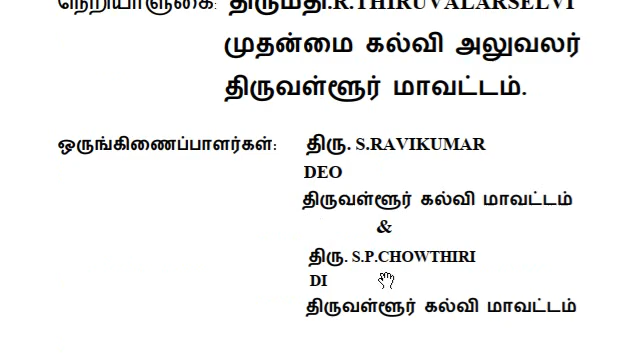 நெறியாளுகை: திருமதி.R.THIRUVALARSELVI
முதன்மை கல்வி அலுவலர்
திருவள்ளூர் மாவட்டம்.
ஒருங்கிணைப்பாளர்கள்: திரு. S.RAVIKUMAR
DEO
திருவள்ளூர் கல்வி மாவட்டம்
&
திரு. S.P.CHOWTHIRI
DI
திருவள்ளூர் கல்வி மாவட்டம்